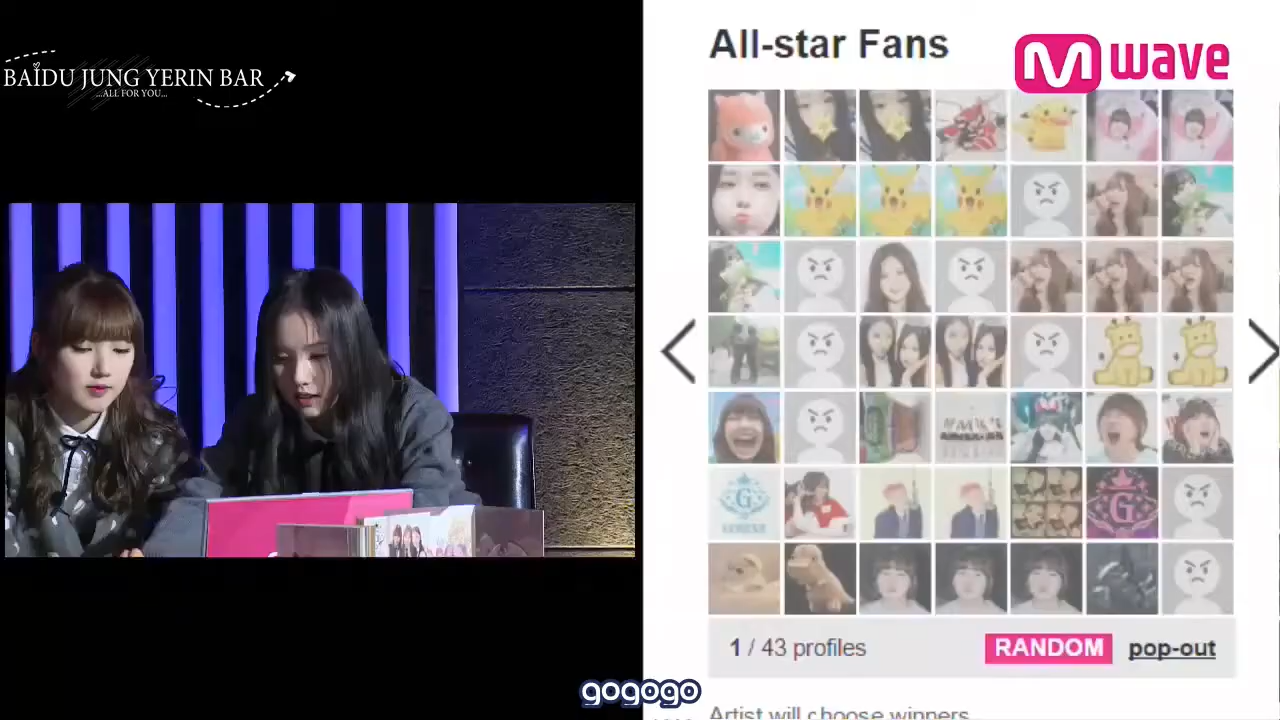 BAIDU JUNG YERIN BAR
...ALL FOR YOU...
All-star Fans
M wave
G
G
1 / 43 profiles
RANDOM
pop-out
gogogo
Artist will choose winners